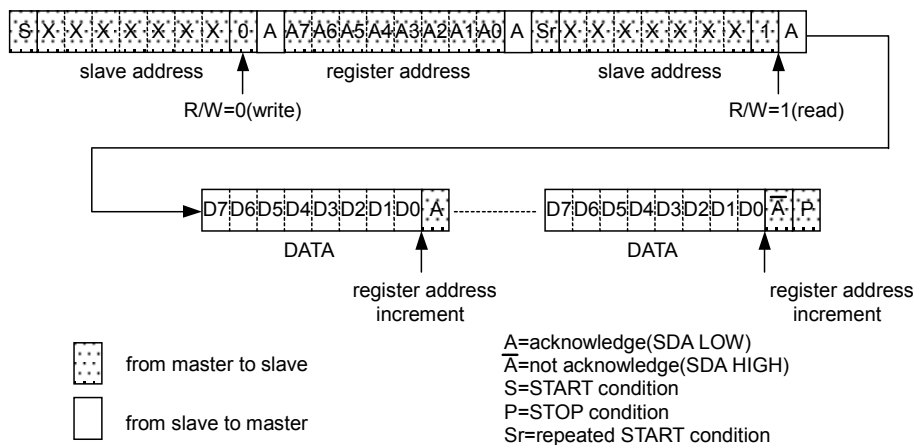 S X X X X X X X 0 A A7 A6 A5 A4 A3 A2 A1 A0 A Sr X X X X X X X 1 A
slave address
register address
slave address
R/W=0(write)
R/W=1(read)
D7 D6 D5 D4 D3 D2 D1 D0 A
D7 D6 D5 D4 D3 D2 D1 D0 A̅ P
DATA
DATA
register address
increment
register address
increment
from master to slave
from slave to master
A=acknowledge(SDA LOW)
A̅=not acknowledge(SDA HIGH)
S=START condition
P=STOP condition
Sr=repeated START condition